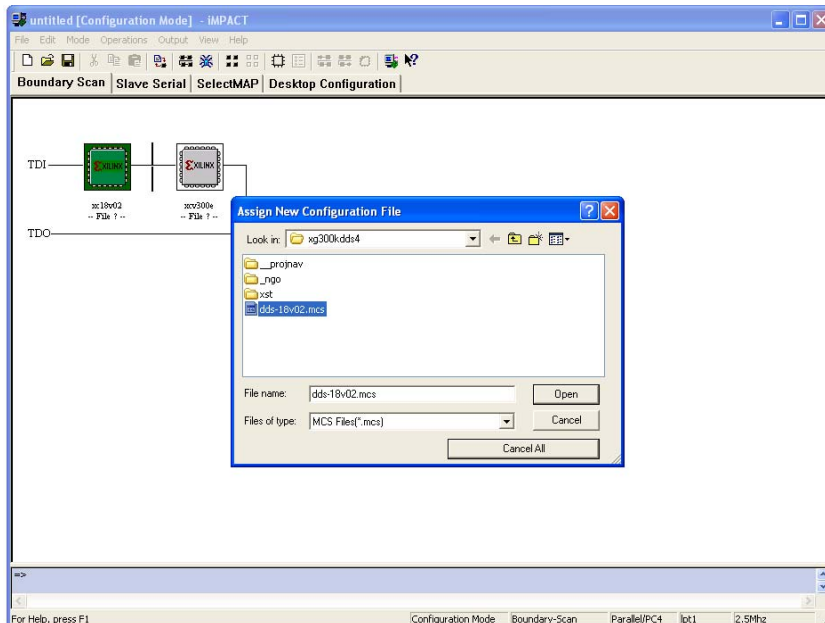 untitled [Configuration Mode] - iMPACT
File Edit Mode Operations Output View Help
Boundary Scan Slave Serial SelectMAP Desktop Configuration
TDI
XILINX XILINX
xc18v02 xcv300e
-- File ? -- -- File ? --
TDO
Assign New Configuration File
Look in: xg300kdds4
__projnav
_ngo
xst
dds-18v02.mcs
File name: dds-18v02.mcs Open
Files of type: MCS Files(*.mcs) Cancel
Cancel All
=>
For Help, press F1 Configuration Mode Boundary-Scan Parallel/PC4 lpt1 2.5Mhz